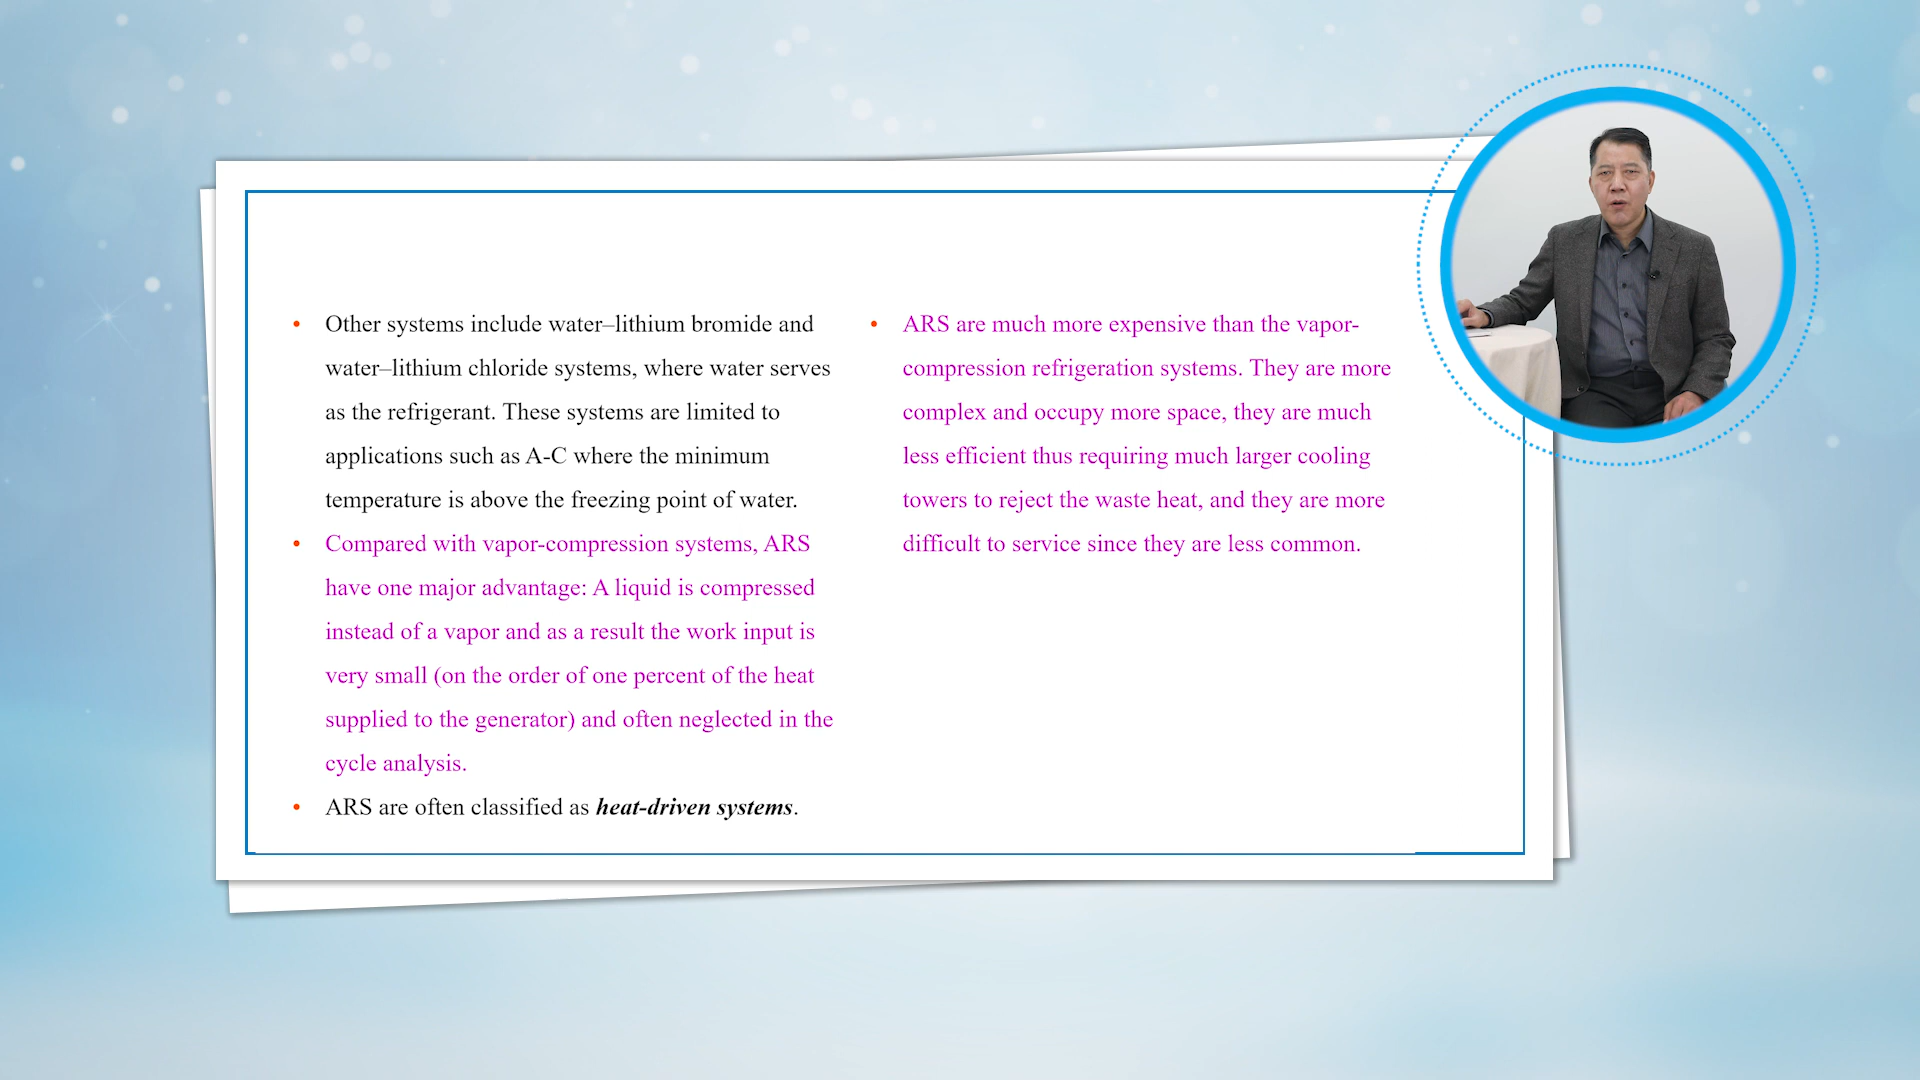 • Other systems include water–lithium bromide and
water–lithium chloride systems, where water serves
as the refrigerant. These systems are limited to
applications such as A-C where the minimum
temperature is above the freezing point of water.
• Compared with vapor-compression systems, ARS
have one major advantage: A liquid is compressed
instead of a vapor and as a result the work input is
very small (on the order of one percent of the heat
supplied to the generator) and often neglected in the
cycle analysis.
• ARS are often classified as heat-driven systems.
• ARS are much more expensive than the vapor-
compression refrigeration systems. They are more
complex and occupy more space, they are much
less efficient thus requiring much larger cooling
towers to reject the waste heat, and they are more
difficult to service since they are less common.